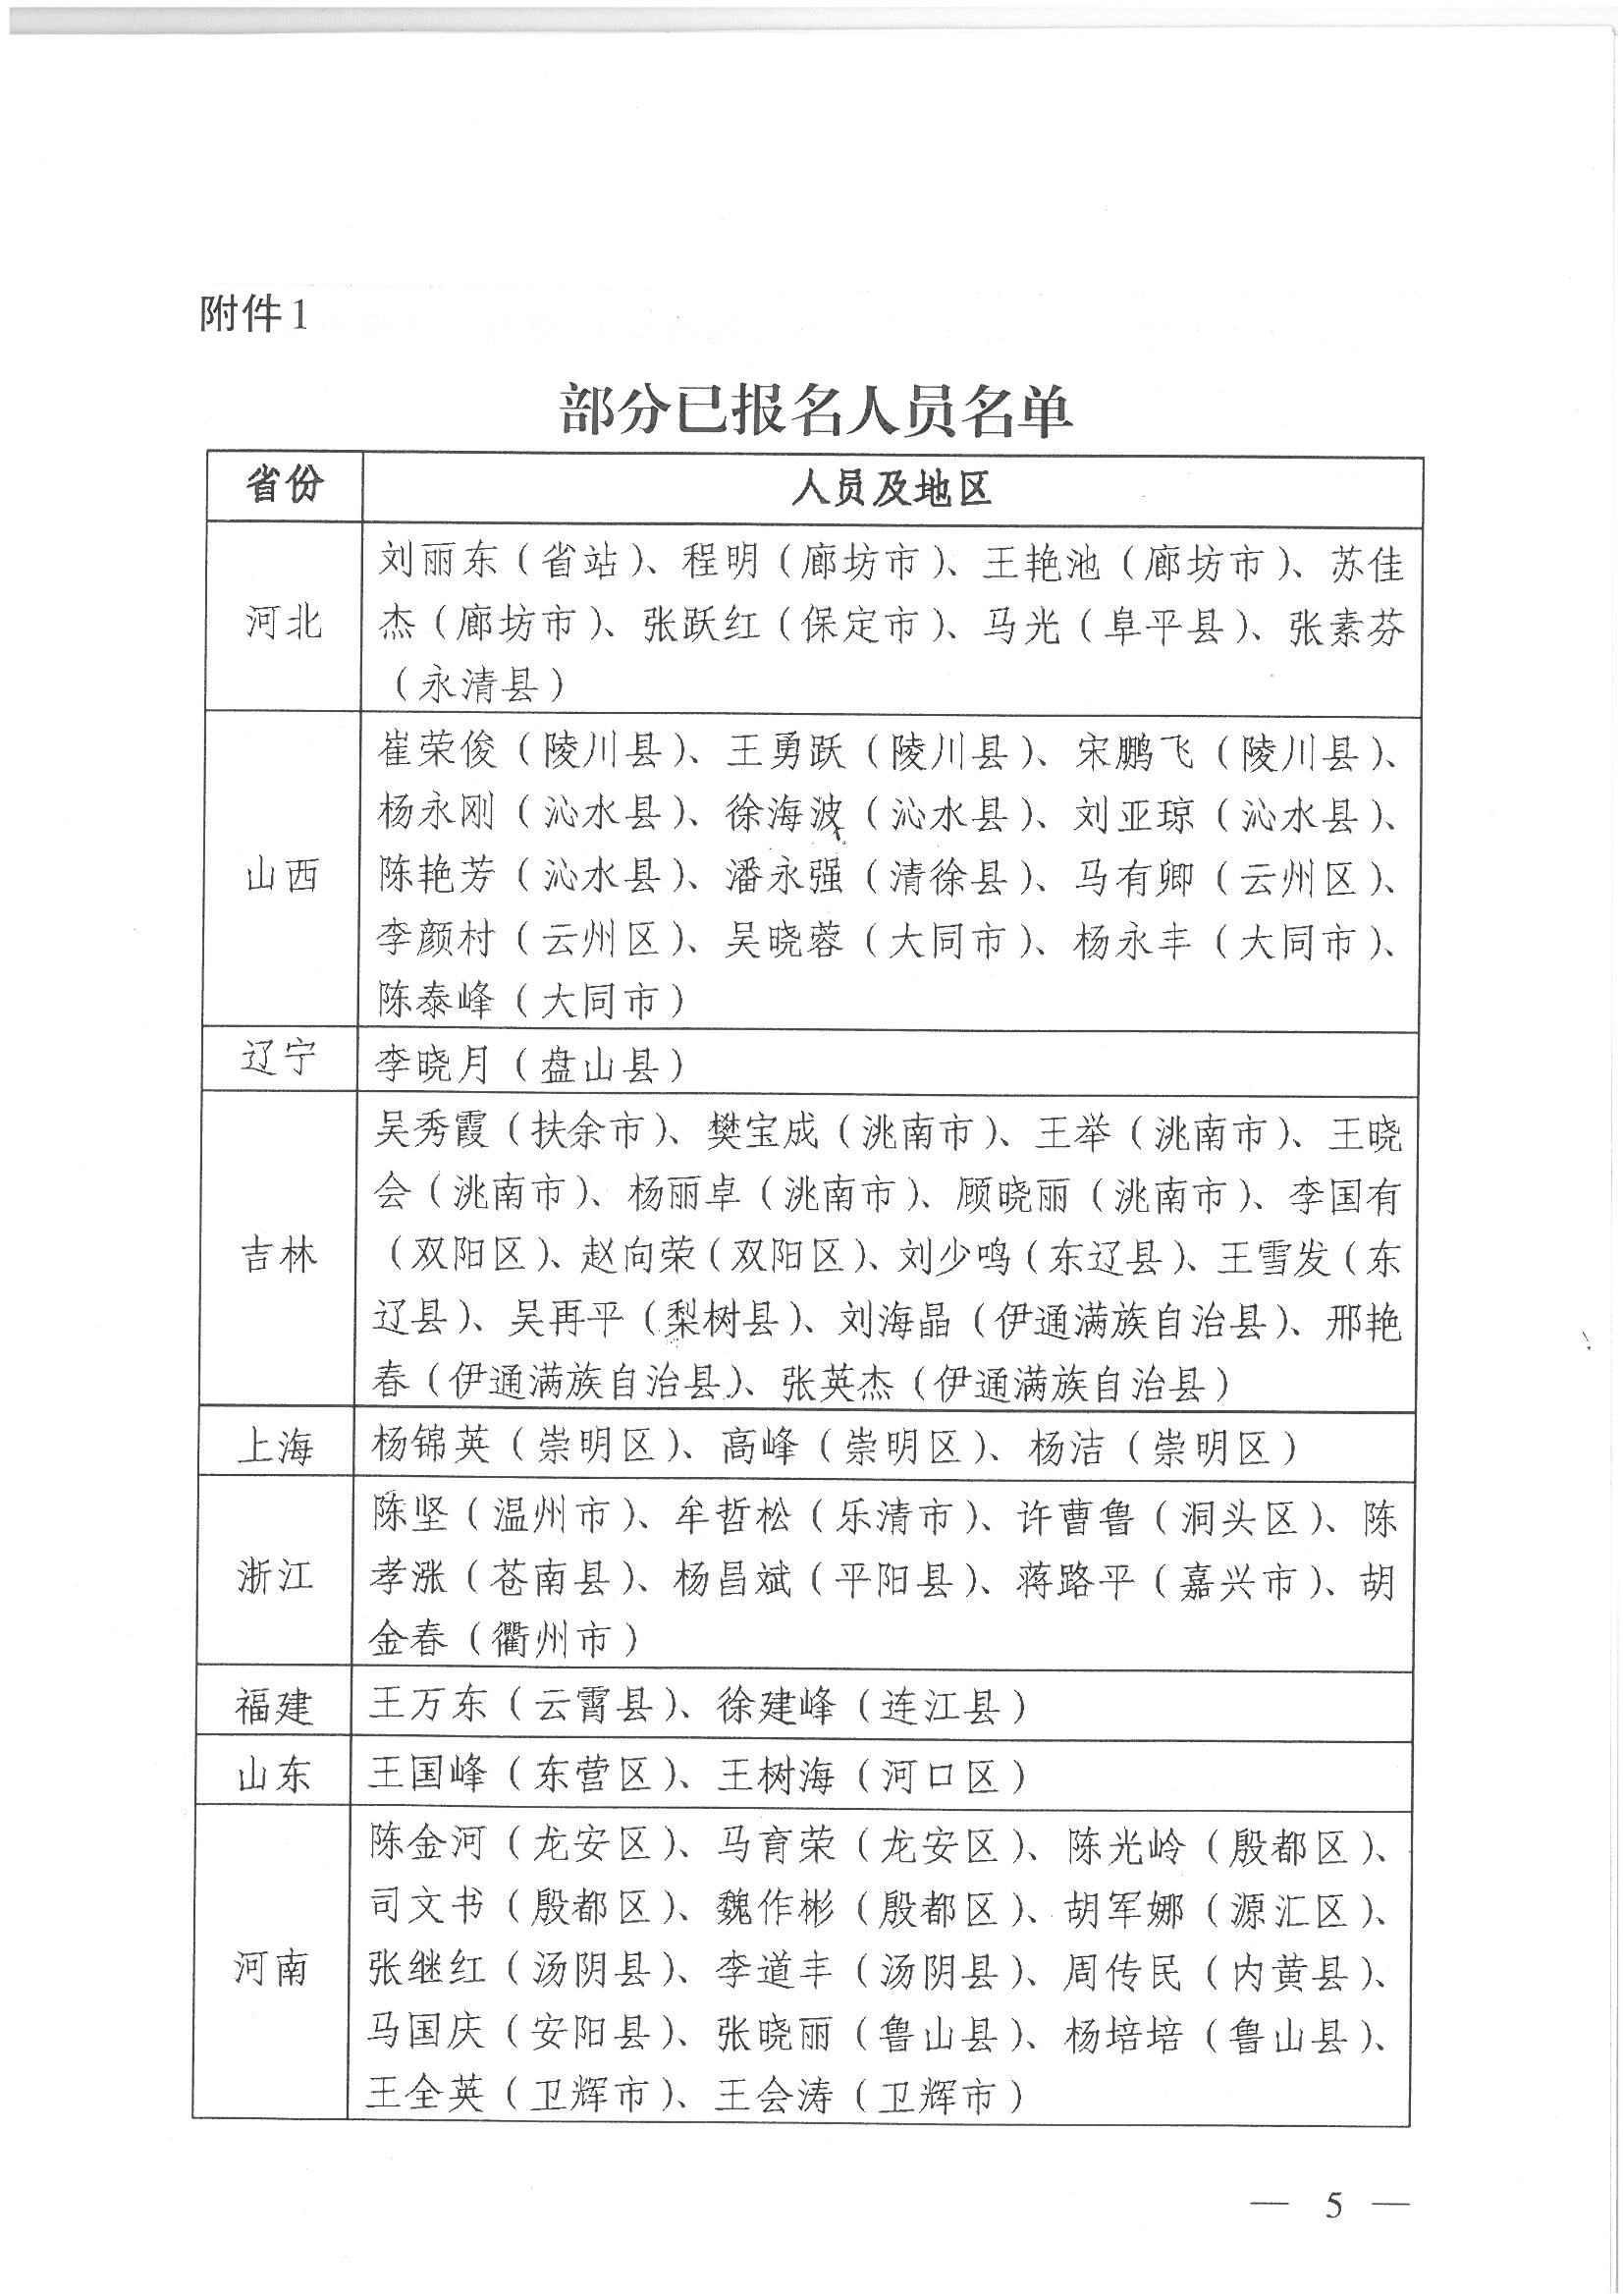 附件1
部分已报名人员名单
省份
人员及地区
河北
刘丽东（省站）、程明（廊坊市）、王艳池（廊坊市）、苏佳
杰（廊坊市）、张跃红（保定市）、马光（阜平县）、张素芬
（永清县）
山西
崔荣俊（陵川县）、王勇跃（陵川县）、宋鹏飞（陵川县）、
杨永刚（沁水县）、徐海波（沁水县）、刘亚琼（沁水县）、
陈艳芳（沁水县）、潘永强（清徐县）、马有卿（云州区）、
李颜村（云州区）、吴晓蓉（大同市）、杨永丰（大同市）、
陈泰峰（大同市）
辽宁
李晓月（盘山县）
吉林
吴秀霞（扶余市）、樊宝成（洮南市）、王举（洮南市）、王晓
会（洮南市）、杨丽卓（洮南市）、顾晓丽（洮南市）、李国有
（双阳区）、赵向荣（双阳区）、刘少鸣（东辽县）、王雪发（东
辽县）、吴再平（梨树县）、刘海晶（伊通满族自治县）、邢艳
春（伊通满族自治县）、张英杰（伊通满族自治县）
上海
杨锦英（崇明区）、高峰（崇明区）、杨洁（崇明区）
浙江
陈坚（温州市）、牟哲松（乐清市）、许曹鲁（洞头区）、陈
孝涨（苍南县）、杨昌斌（平阳县）、蒋路平（嘉兴市）、胡
金春（衢州市）
福建
王万东（云霄县）、徐建峰（连江县）
山东
王国峰（东营区）、王树海（河口区）
河南
陈金河（龙安区）、马育荣（龙安区）、陈光岭（殷都区）、
司文书（殷都区）、魏作彬（殷都区）、胡军娜（源汇区）、
张继红（汤阴县）、李道丰（汤阴县）、周传民（内黄县）、
马国庆（安阳县）、张晓丽（鲁山县）、杨培培（鲁山县）、
王全英（卫辉市）、王会涛（卫辉市）
— 5 —